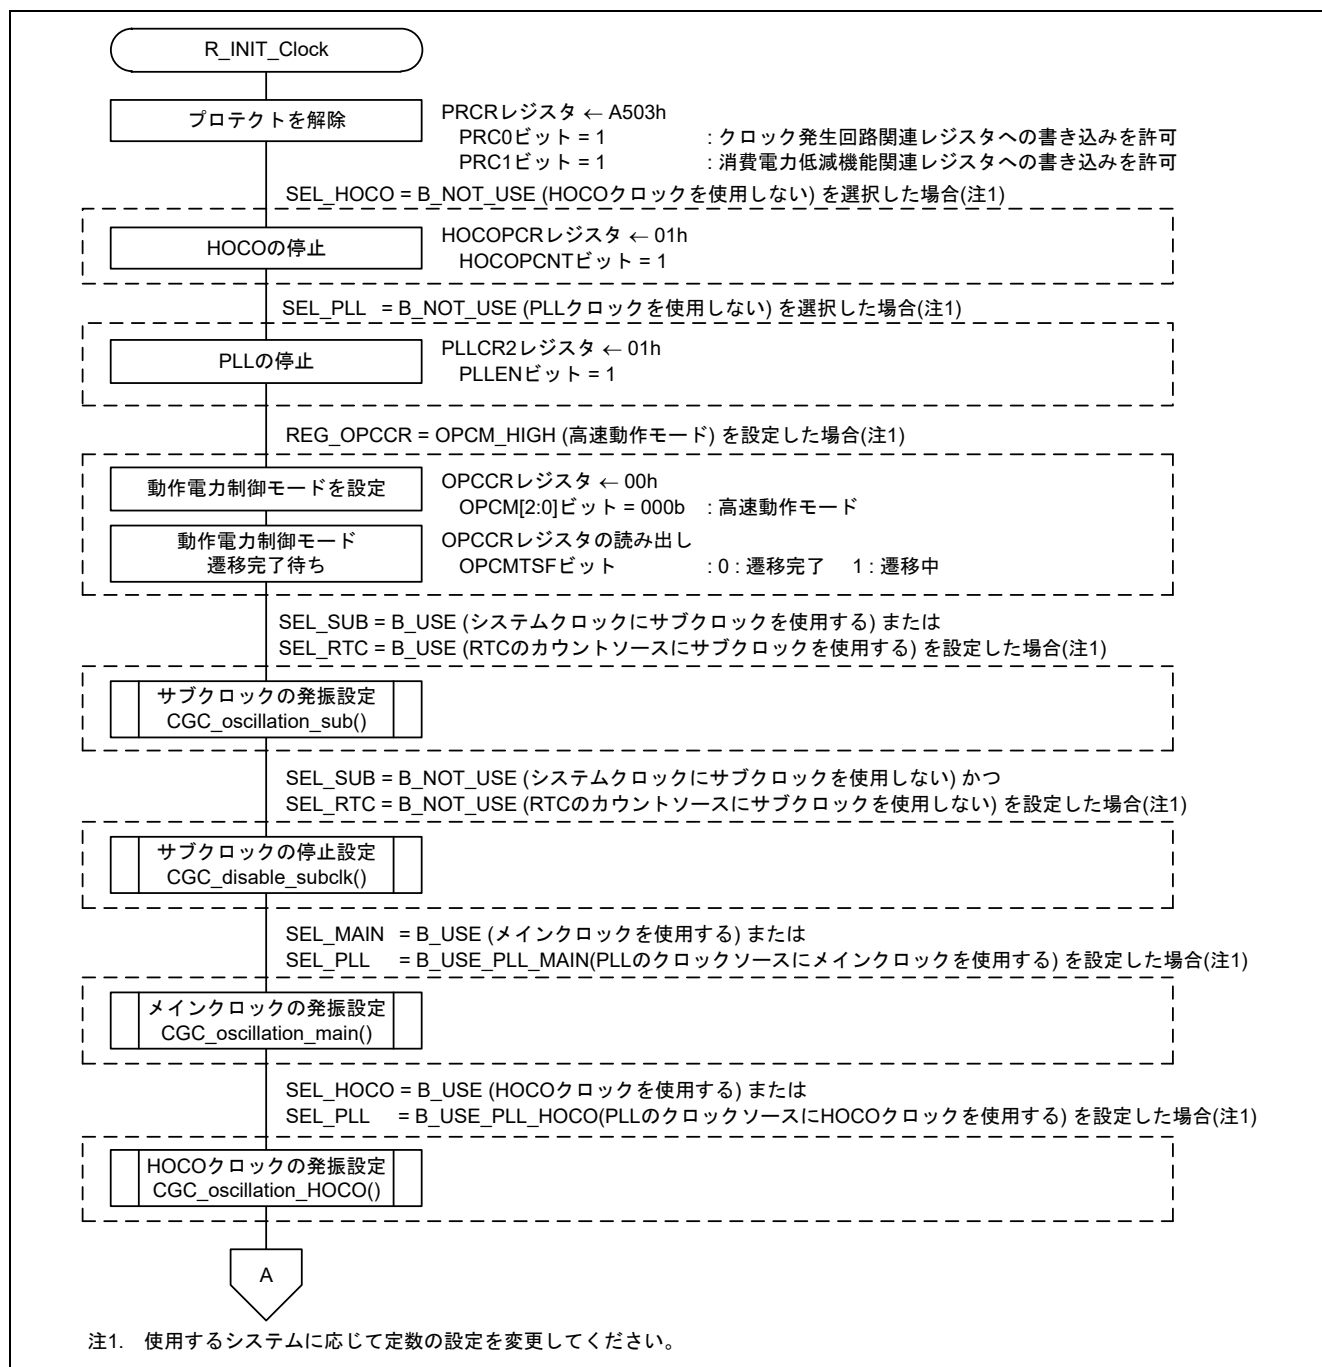 R_INIT_Clock
プロテクトを解除
PRCRレジスタ ← A503h
PRC0ビット = 1 : クロック発生回路関連レジスタへの書き込みを許可
PRC1ビット = 1 : 消費電力低減機能関連レジスタへの書き込みを許可
SEL_HOCO = B_NOT_USE (HOCOクロックを使用しない) を選択した場合(注1)
HOCOの停止
HOCOPCRレジスタ ← 01h
HOCOPCNTビット = 1
SEL_PLL = B_NOT_USE (PLLクロックを使用しない) を選択した場合(注1)
PLLの停止
PLLCR2レジスタ ← 01h
PLLENビット = 1
REG_OPCCR = OPCM_HIGH (高速動作モード) を設定した場合(注1)
動作電力制御モードを設定
OPCCRレジスタ ← 00h
OPCM[2:0]ビット = 000b : 高速動作モード
動作電力制御モード
遷移完了待ち
OPCCRレジスタの読み出し
OPCMTSFビット : 0 : 遷移完了 1 : 遷移中
SEL_SUB = B_USE (システムクロックにサブクロックを使用する) または
SEL_RTC = B_USE (RTCのカウントソースにサブクロックを使用する) を設定した場合(注1)
サブクロックの発振設定
CGC_oscillation_sub()
SEL_SUB = B_NOT_USE (システムクロックにサブクロックを使用しない) かつ
SEL_RTC = B_NOT_USE (RTCのカウントソースにサブクロックを使用しない) を設定した場合(注1)
サブクロックの停止設定
CGC_disable_subclk()
SEL_MAIN = B_USE (メインクロックを使用する) または
SEL_PLL = B_USE_PLL_MAIN(PLLのクロックソースにメインクロックを使用する) を設定した場合(注1)
メインクロックの発振設定
CGC_oscillation_main()
SEL_HOCO = B_USE (HOCOクロックを使用する) または
SEL_PLL = B_USE_PLL_HOCO(PLLのクロックソースにHOCOクロックを使用する) を設定した場合(注1)
HOCOクロックの発振設定
CGC_oscillation_HOCO()
A
注1. 使用するシステムに応じて定数の設定を変更してください。